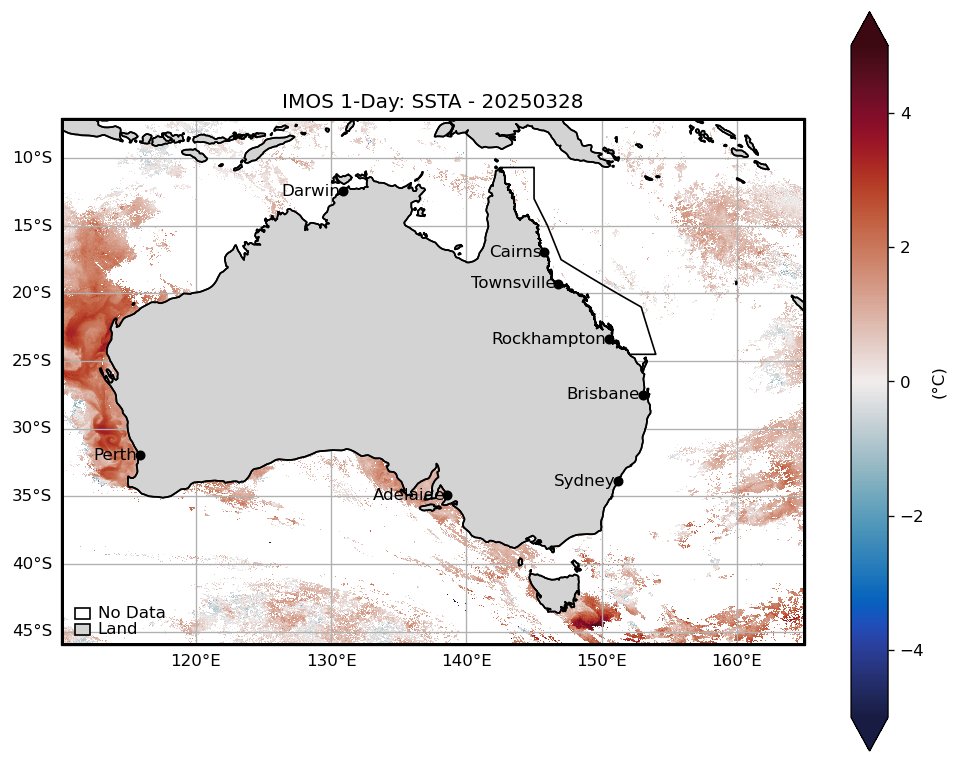 IMOS 1-Day: SSTA - 20250328
10°S
15°S
20°S
25°S
30°S
35°S
40°S
45°S
Darwin
Cairns
Townsville
Rockhampton
Brisbane
Perth
Sydney
Adelaide
No Data
Land
120°E
130°E
140°E
150°E
160°E
4
2
0
−2
−4
(°C)